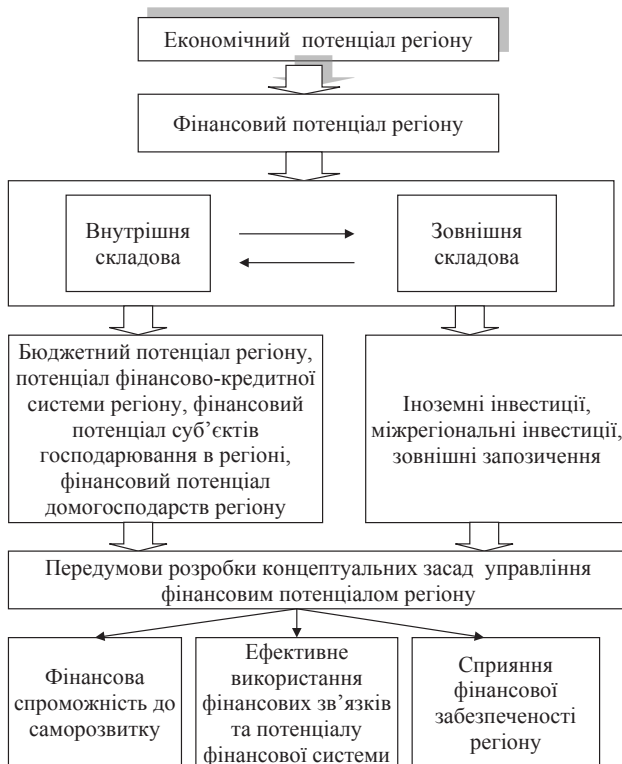 Економічний потенціал регіону
Фінансовий потенціал регіону
Внутрішня
складова
Зовнішня
складова
Бюджетний потенціал регіону,
потенціал фінансово-кредитної
системи регіону, фінансовий
потенціал суб’єктів
господарювання в регіоні,
фінансовий потенціал
домогосподарств регіону
Іноземні інвестиції,
міжрегіональні інвестиції,
зовнішні запозичення
Передумови розробки концептуальних засад управління
фінансовим потенціалом регіону
Фінансова
спроможність до
саморозвитку
Ефективне
використання
фінансових зв’язків
та потенціалу
фінансової системи
Сприяння
фінансової
забезпеченості
регіону